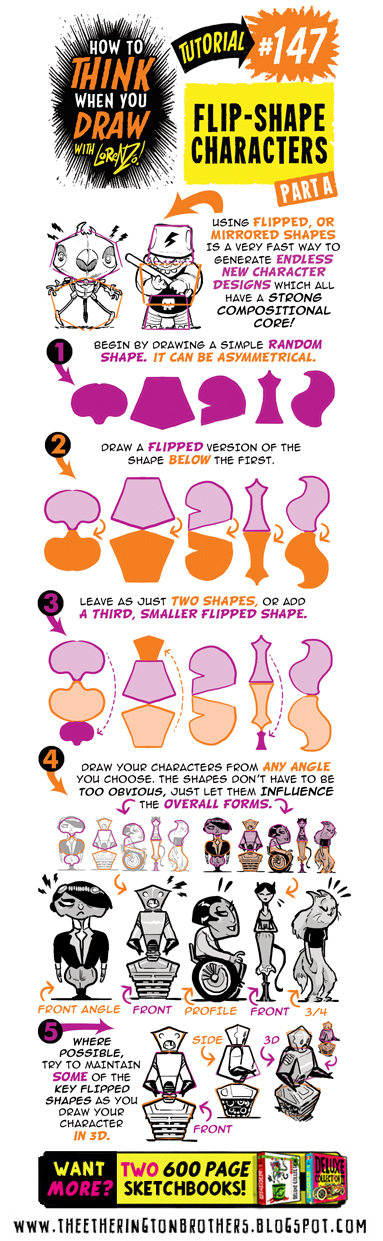 HOW TO
THINK
WHEN YOU
DRAW
WITH LORENZO!
TUTORIAL
#147
FLIP-SHAPE
CHARACTERS
PART A
USING FLIPPED, OR
MIRRORED SHAPES
IS A VERY FAST WAY TO
GENERATE ENDLESS
NEW CHARACTER
DESIGNS WHICH ALL
HAVE A STRONG
COMPOSITIONAL
CORE!
1
BEGIN BY DRAWING A SIMPLE RANDOM
SHAPE. IT CAN BE ASYMMETRICAL.
2
DRAW A FLIPPED VERSION OF THE
SHAPE BELOW THE FIRST.
3
LEAVE AS JUST TWO SHAPES, OR ADD
A THIRD, SMALLER FLIPPED SHAPE.
4
DRAW YOUR CHARACTERS FROM ANY ANGLE
YOU CHOOSE. THE SHAPES DON'T HAVE TO BE
TOO OBVIOUS, JUST LET THEM INFLUENCE
THE OVERALL FORMS.
FRONT ANGLE
FRONT
PROFILE
FRONT
3/4
5
WHERE
POSSIBLE,
TRY TO MAINTAIN
SOME OF THE
KEY FLIPPED
SHAPES AS YOU
DRAW YOUR
CHARACTER
IN 3D.
SIDE
3D
FRONT
WANT
MORE?
TWO 600 PAGE
SKETCHBOOKS!
DELUXE
COLLECTION
WWW.THEETHERINGTONBROTHERS.BLOGSPOT.COM